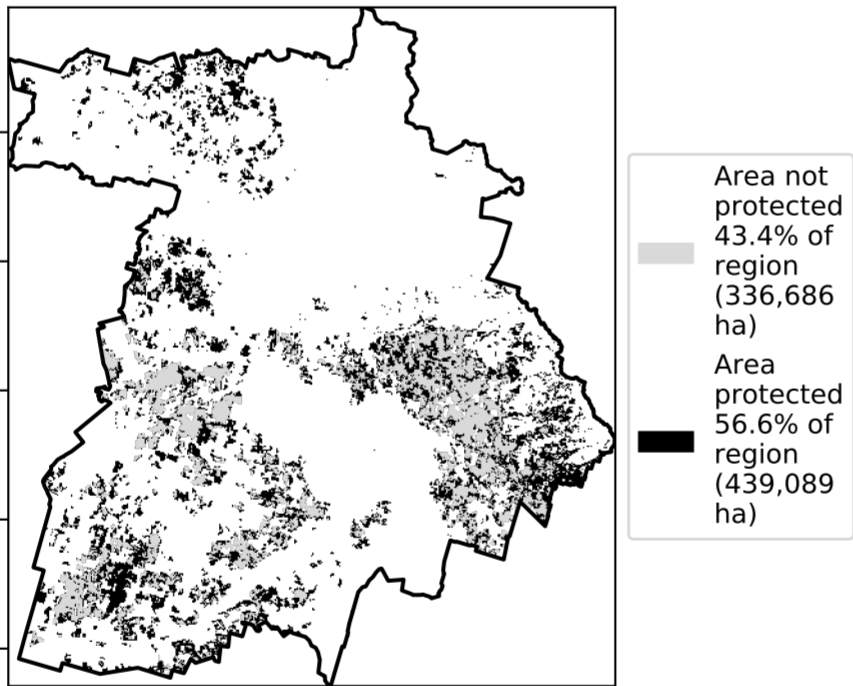 Area not
protected
43.4% of
region
(336,686
ha)
Area
protected
56.6% of
region
(439,089
ha)